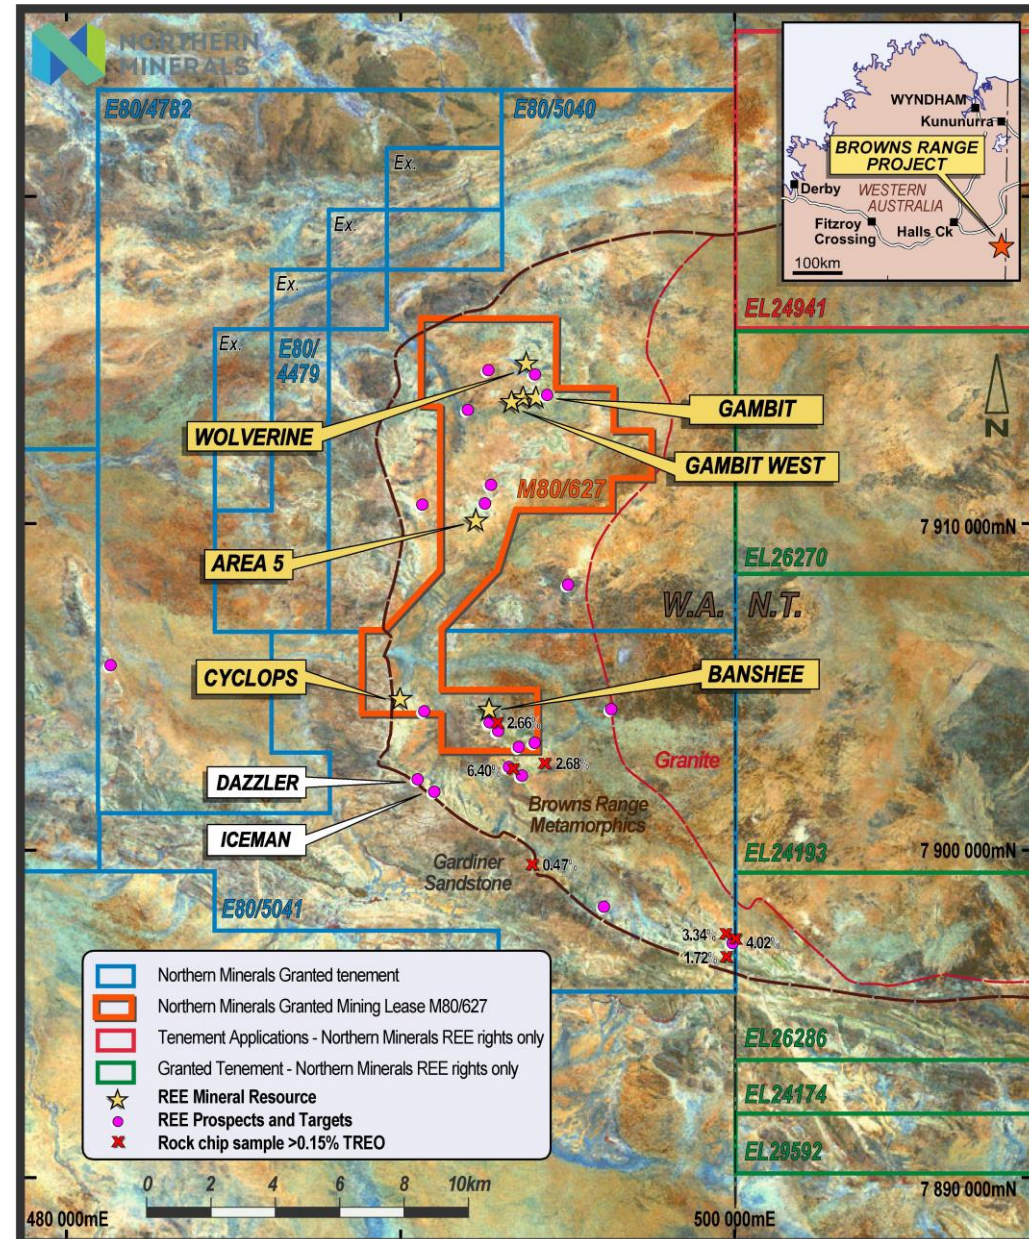 NORTHERN
MINERALS
E80/4782
E80/5040
Ex.
Ex.
Ex.
Ex.
E80/
4479
WYNDHAM
Kununurra
BROWNS RANGE
PROJECT
Derby
WESTERN
AUSTRALIA
Fitzroy
Crossing
Halls Ck
100km
EL24941
N
WOLVERINE
GAMBIT
GAMBIT WEST
M80/627
7 910 000mN
AREA 5
EL26270
W.A.
N.T.
CYCLOPS
BANSHEE
2.66%
2.68%
6.40%
Granite
DAZZLER
ICEMAN
Browns Range
Metamorphics
Gardiner
Sandstone
0.47%
EL24193
7 900 000mN
E80/5041
3.34%
4.02%
1.72%
Northern Minerals Granted tenement
Northern Minerals Granted Mining Lease M80/627
Tenement Applications - Northern Minerals REE rights only
Granted Tenement - Northern Minerals REE rights only
REE Mineral Resource
REE Prospects and Targets
Rock chip sample >0.15% TREO
EL26286
EL24174
EL29592
0 2 4 6 8 10km
7 890 000mN
480 000mE
500 000mE